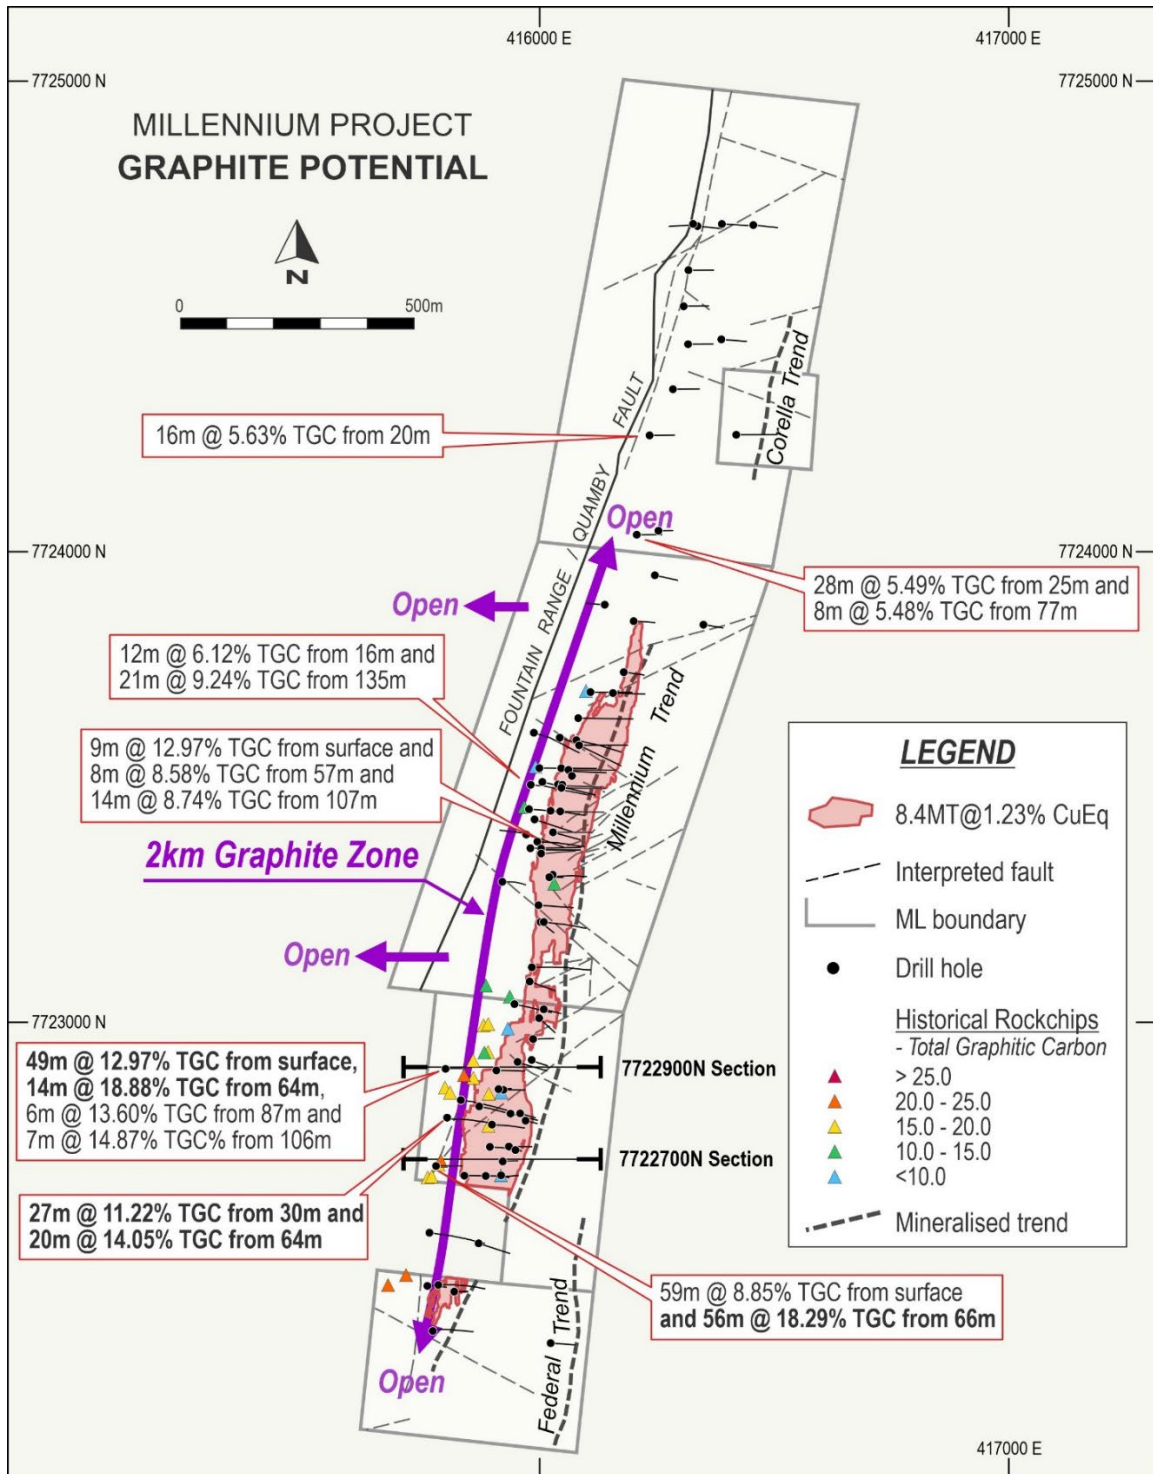 416000 E
417000 E
7725000 N
7725000 N
MILLENNIUM PROJECT
GRAPHITE POTENTIAL
N
0
500m
Corella Trend
FAULT
16m @ 5.63% TGC from 20m
FOUNTAIN RANGE / QUAMBY
Open
7724000 N
7724000 N
28m @ 5.49% TGC from 25m and
8m @ 5.48% TGC from 77m
Open
12m @ 6.12% TGC from 16m and
21m @ 9.24% TGC from 135m
Millennium Trend
9m @ 12.97% TGC from surface and
8m @ 8.58% TGC from 57m and
14m @ 8.74% TGC from 107m
2km Graphite Zone
Open
LEGEND
8.4MT@1.23% CuEq
Interpreted fault
ML boundary
Drill hole
Historical Rockchips
- Total Graphitic Carbon
> 25.0
20.0 - 25.0
15.0 - 20.0
10.0 - 15.0
<10.0
Mineralised trend
7723000 N
49m @ 12.97% TGC from surface,
14m @ 18.88% TGC from 64m,
6m @ 13.60% TGC from 87m and
7m @ 14.87% TGC% from 106m
7722900N Section
7722700N Section
27m @ 11.22% TGC from 30m and
20m @ 14.05% TGC from 64m
59m @ 8.85% TGC from surface
and 56m @ 18.29% TGC from 66m
Federal Trend
Open
417000 E